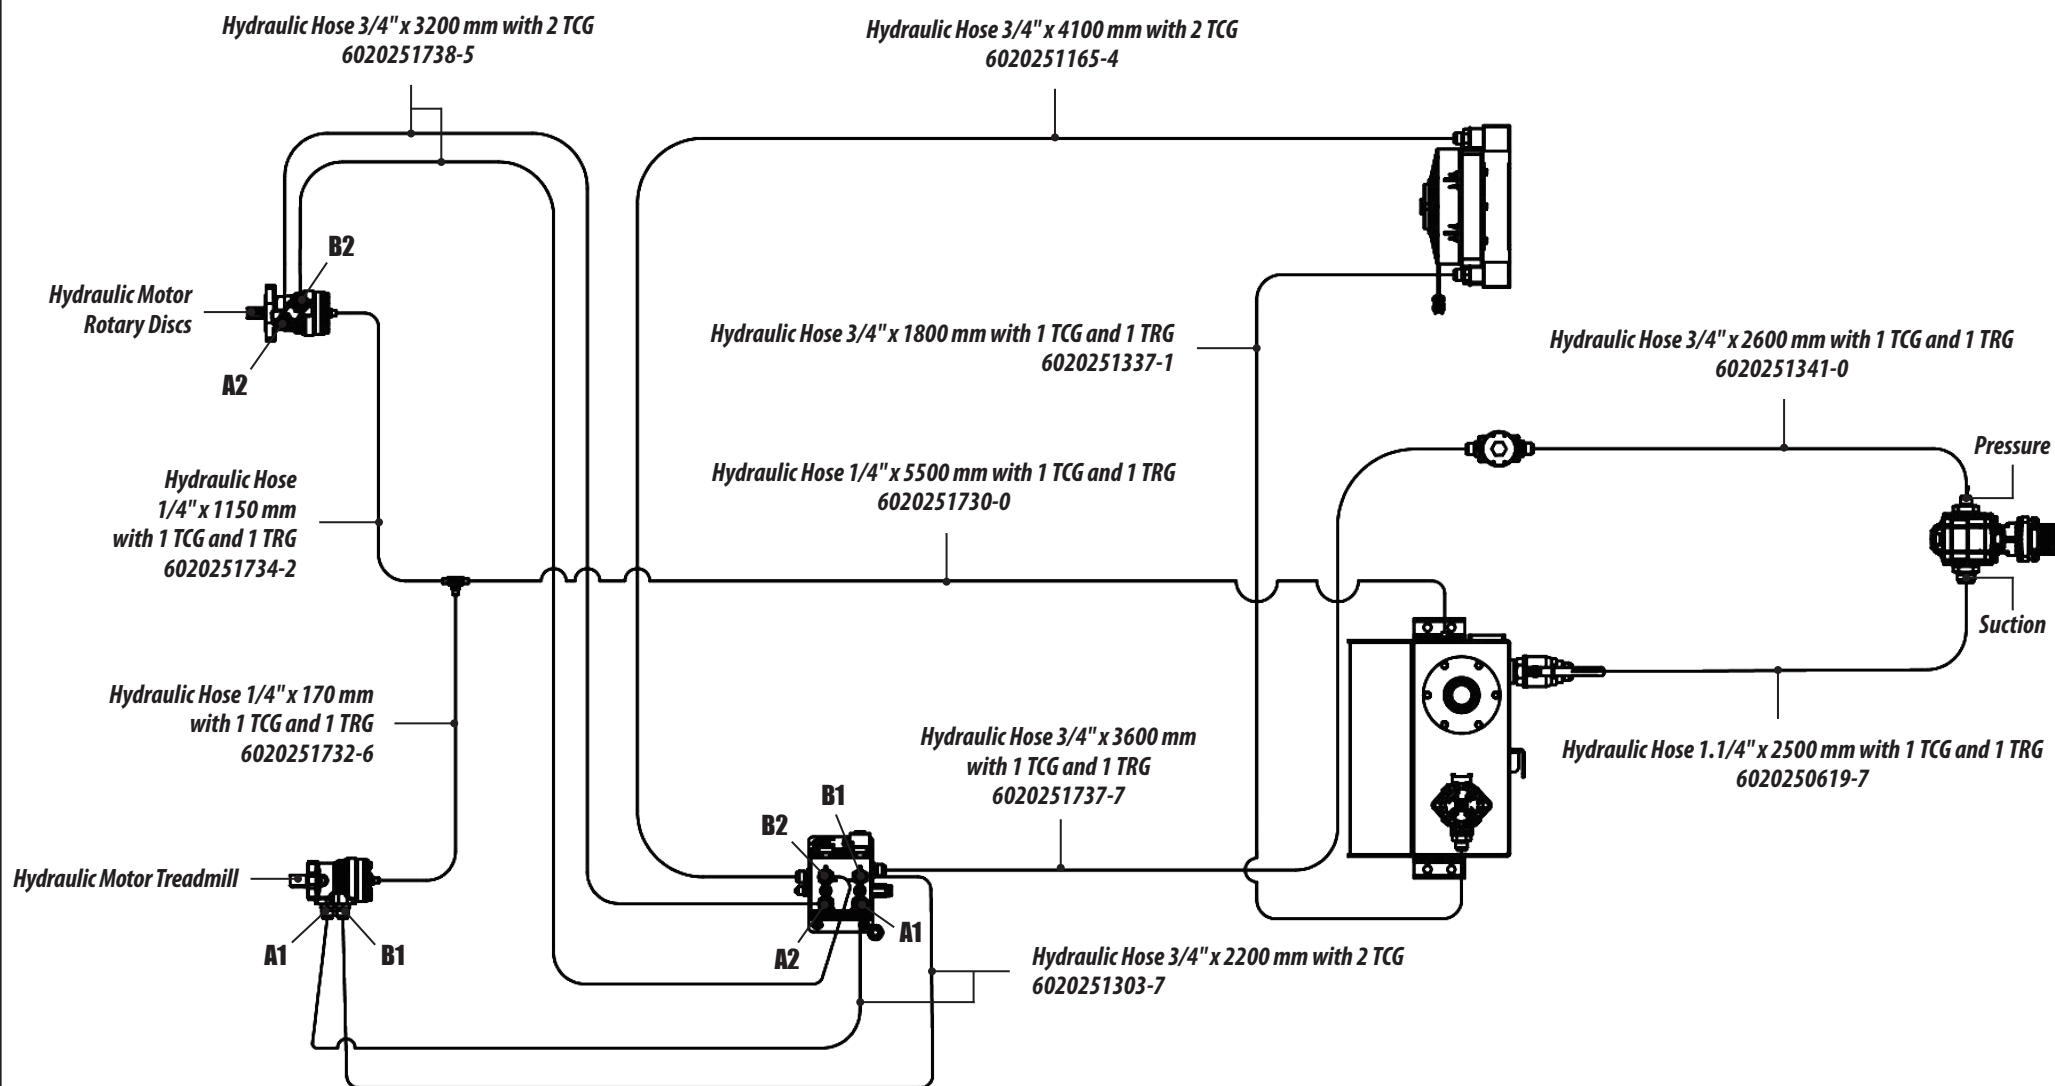 Hydraulic Hose 3/4" x 3200 mm with 2 TCG
6020251738-5
Hydraulic Hose 3/4" x 4100 mm with 2 TCG
6020251165-4
B2
Hydraulic Motor
Rotary Discs
A2
Hydraulic Hose 3/4" x 1800 mm with 1 TCG and 1 TRG
6020251337-1
Hydraulic Hose 3/4" x 2600 mm with 1 TCG and 1 TRG
6020251341-0
Pressure
Hydraulic Hose
1/4" x 1150 mm
with 1 TCG and 1 TRG
6020251734-2
Hydraulic Hose 1/4" x 5500 mm with 1 TCG and 1 TRG
6020251730-0
Suction
Hydraulic Hose 1/4" x 170 mm
with 1 TCG and 1 TRG
6020251732-6
Hydraulic Hose 3/4" x 3600 mm
with 1 TCG and 1 TRG
6020251737-7
Hydraulic Hose 1.1/4" x 2500 mm with 1 TCG and 1 TRG
6020250619-7
B1
B2
Hydraulic Motor Treadmill
A1
B1
A2
A1
Hydraulic Hose 3/4" x 2200 mm with 2 TCG
6020251303-7